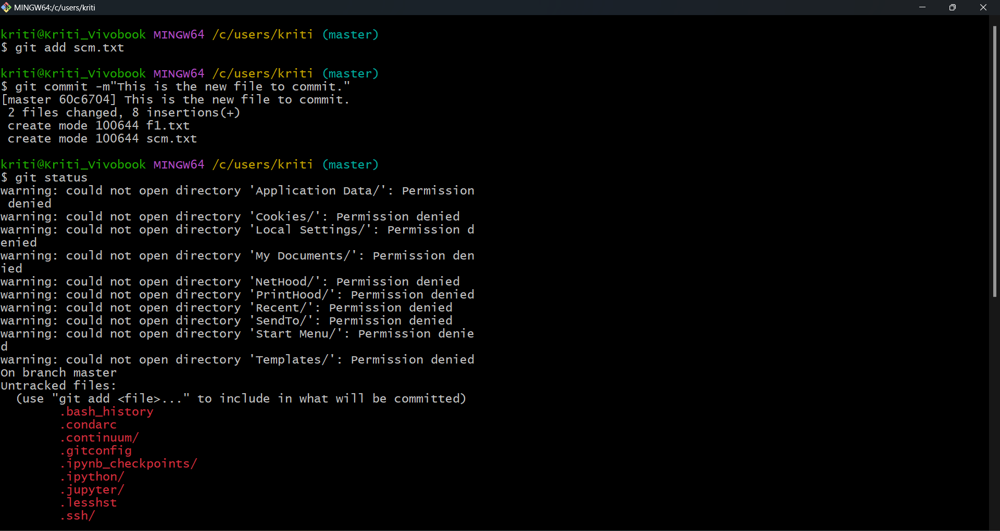 MINGW64:/c/users/kriti
kriti@Kriti_Vivobook MINGW64 /c/users/kriti (master)
$ git add scm.txt
kriti@Kriti_Vivobook MINGW64 /c/users/kriti (master)
$ git commit -m"This is the new file to commit."
[master 60c6704] This is the new file to commit.
 2 files changed, 8 insertions(+)
 create mode 100644 f1.txt
 create mode 100644 scm.txt
kriti@Kriti_Vivobook MINGW64 /c/users/kriti (master)
$ git status
warning: could not open directory 'Application Data/': Permission
 denied
warning: could not open directory 'Cookies/': Permission denied
warning: could not open directory 'Local Settings/': Permission d
enied
warning: could not open directory 'My Documents/': Permission den
ied
warning: could not open directory 'NetHood/': Permission denied
warning: could not open directory 'PrintHood/': Permission denied
warning: could not open directory 'Recent/': Permission denied
warning: could not open directory 'SendTo/': Permission denied
warning: could not open directory 'Start Menu/': Permission denie
d
warning: could not open directory 'Templates/': Permission denied
On branch master
Untracked files:
  (use "git add <file>..." to include in what will be committed)
        .bash_history
        .condarc
        .continuum/
        .gitconfig
        .ipynb_checkpoints/
        .ipython/
        .jupyter/
        .lesshst
        .ssh/